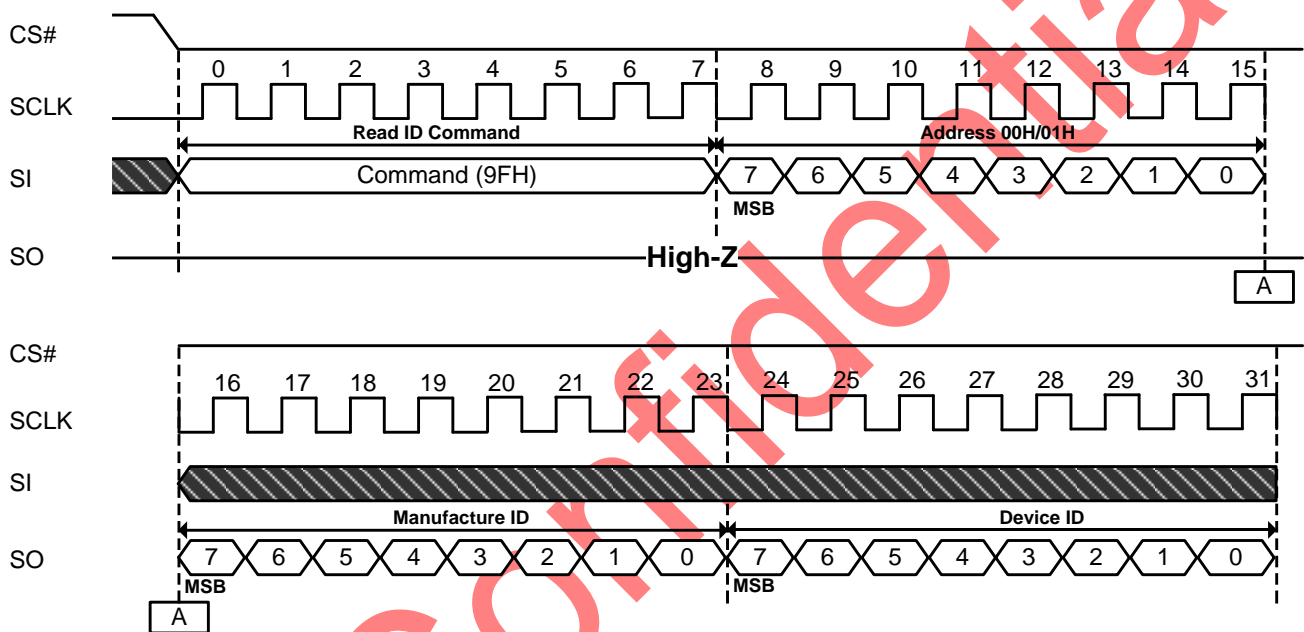 CS#
0 1 2 3 4 5 6 7 8 9 10 11 12 13 14 15
SCLK
Read ID Command Address 00H/01H
SI Command (9FH) 7 6 5 4 3 2 1 0
MSB
SO High-Z
A
CS#
16 17 18 19 20 21 22 23 24 25 26 27 28 29 30 31
SCLK
SI
Manufacture ID Device ID
SO 7 6 5 4 3 2 1 0 7 6 5 4 3 2 1 0
MSB MSB
A
confidentia